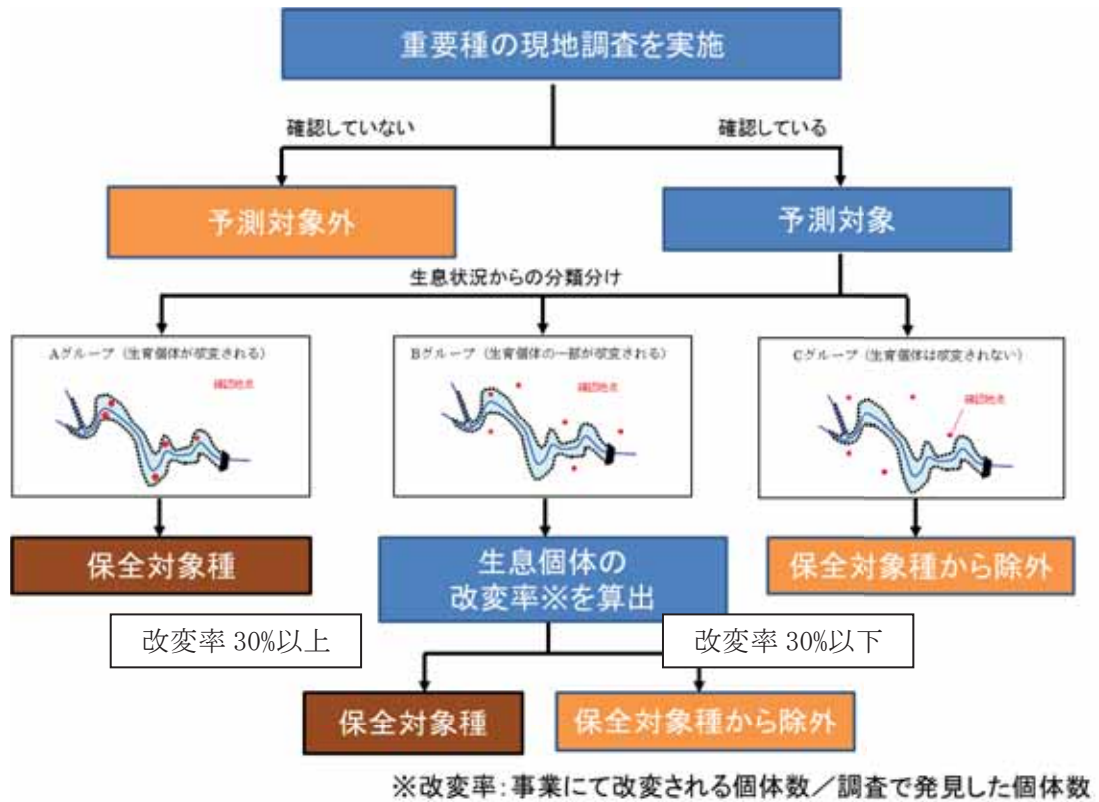 重要種の現地調査を実施
確認していない
確認している
予測対象外
予測対象
生息状況からの分類分け
Aグループ（生育個体が改変される）
確認地点
Bグループ（生育個体の一部が改変される）
確認地点
Cグループ（生育個体は改変されない）
確認地点
保全対象種
生息個体の
改変率※を算出
保全対象種から除外
改変率 30%以上
改変率 30%以下
保全対象種
保全対象種から除外
※改変率：事業にて改変される個体数／調査で発見した個体数